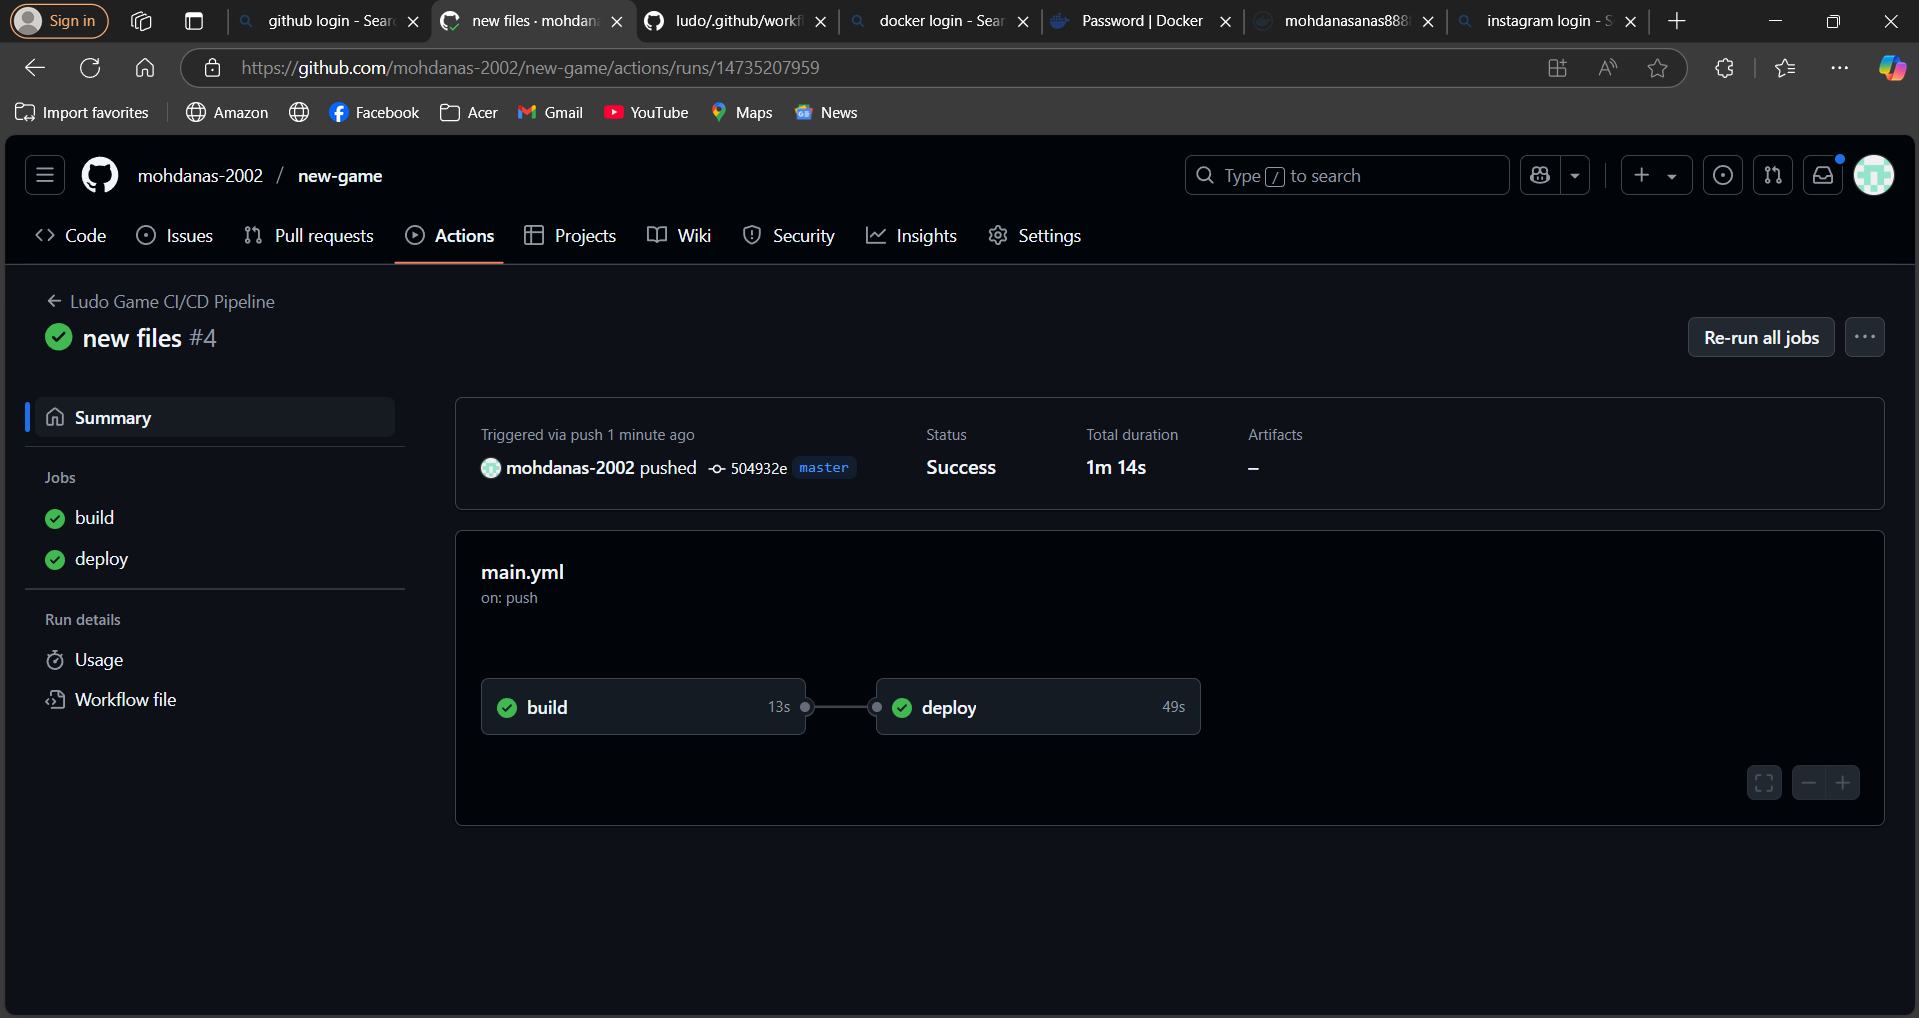 Sign in
github login - Sear
new files · mohdana
ludo/.github/workfl
docker login - Sear
Password | Docker
mohdanasanas888
instagram login - S
https://github.com/mohdanas-2002/new-game/actions/runs/14735207959
Import favorites
Amazon
Facebook
Acer
Gmail
YouTube
Maps
News
mohdanas-2002 / new-game
Type / to search
Code
Issues
Pull requests
Actions
Projects
Wiki
Security
Insights
Settings
Ludo Game CI/CD Pipeline
new files #4
Re-run all jobs
Summary
Jobs
build
deploy
Run details
Usage
Workflow file
Triggered via push 1 minute ago
mohdanas-2002 pushed 504932e master
Status
Success
Total duration
1m 14s
Artifacts
–
main.yml
on: push
build 13s
deploy 49s